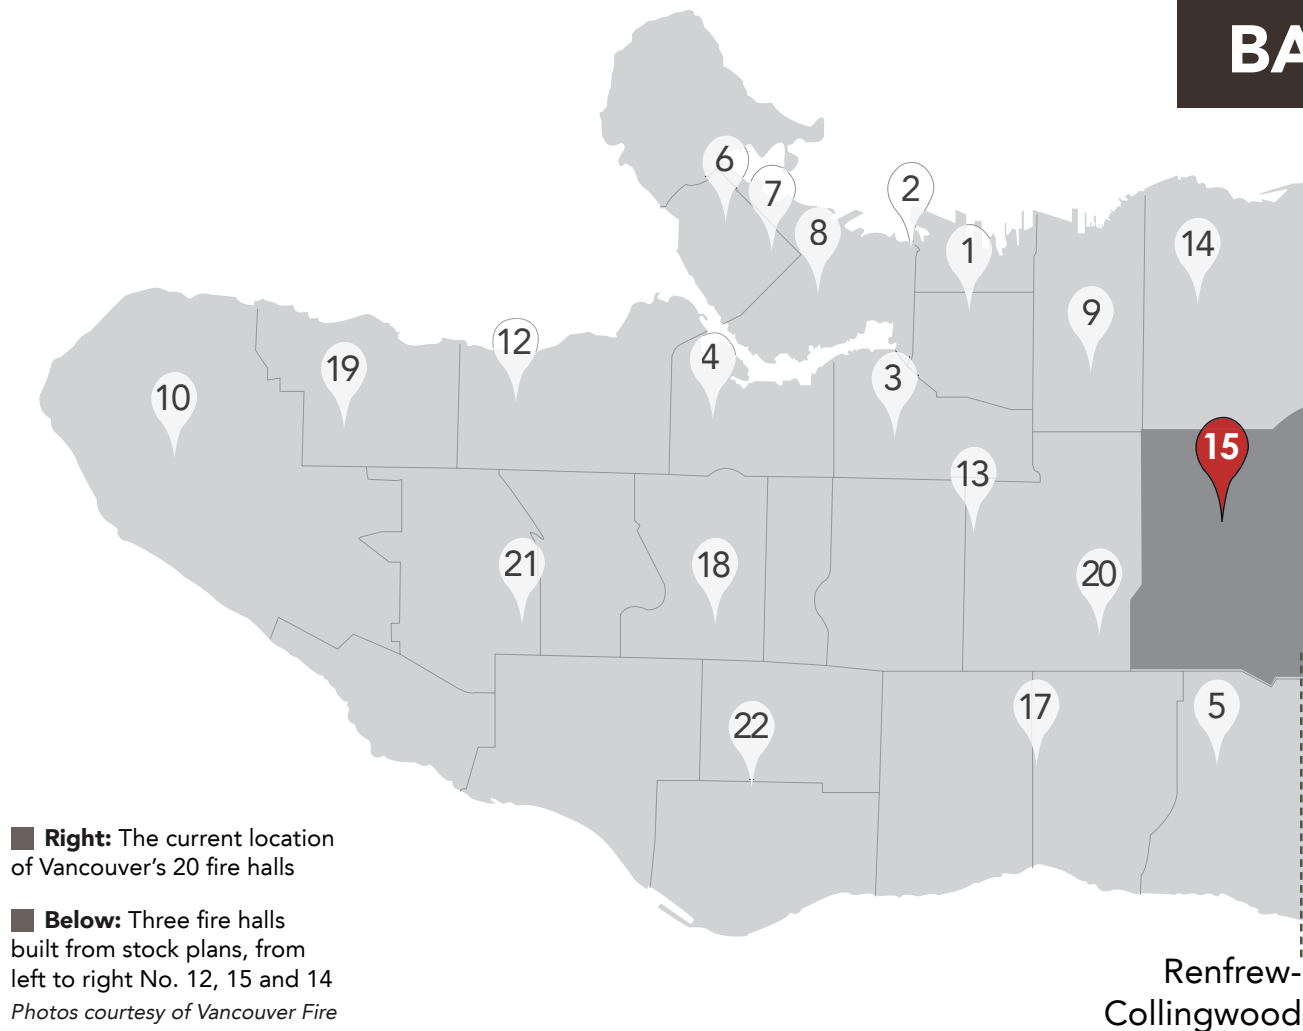 BA
6
7
2
8
1
14
9
12
4
19
3
10
15
13
21
18
20
22
17
5
Right: The current location
of Vancouver's 20 fire halls
Below: Three fire halls
built from stock plans, from
left to right No. 12, 15 and 14
Photos courtesy of Vancouver Fire
Renfrew-
Collingwood